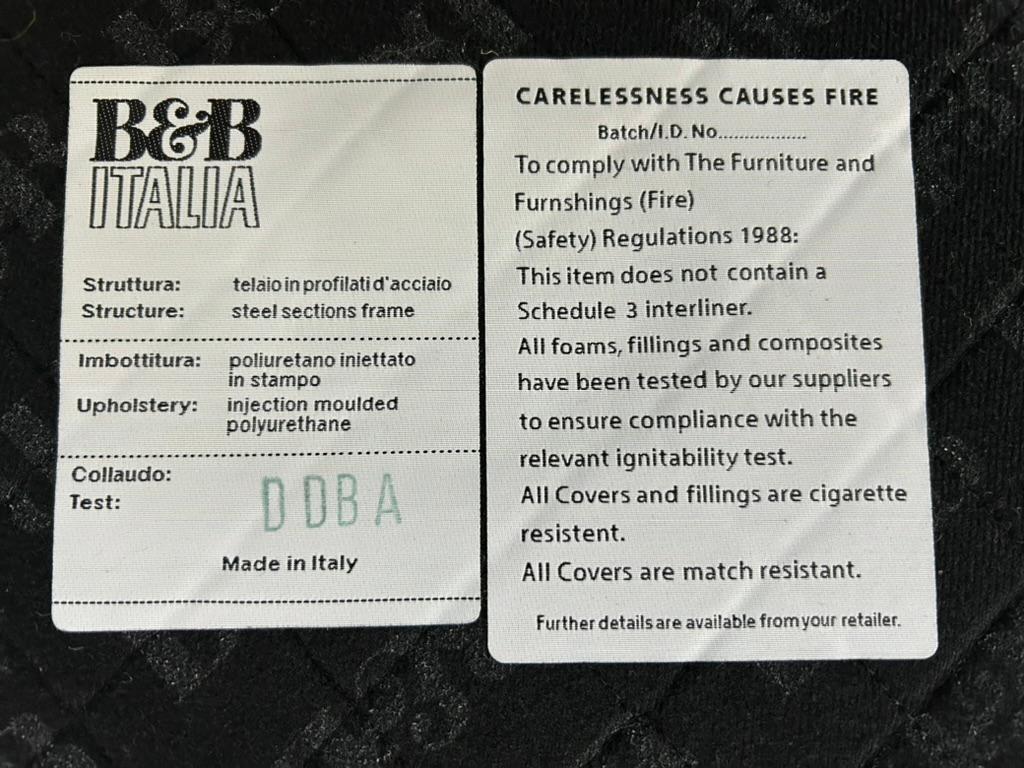 B&B
ITALIA
Struttura: telaio in profilati d'acciaio
Structure: steel sections frame
Imbottitura: poliuretano iniettato
in stampo
Upholstery: injection moulded
polyurethane
Collaudo:
Test:
DDBA
Made in Italy
CARELESSNESS CAUSES FIRE
Batch/I.D. No.................
To comply with The Furniture and
Furnshings (Fire)
(Safety) Regulations 1988:
This item does not contain a
Schedule 3 interliner.
All foams, fillings and composites
have been tested by our suppliers
to ensure compliance with the
relevant ignitability test.
All Covers and fillings are cigarette
resistent.
All Covers are match resistant.
Further details are available from your retailer.